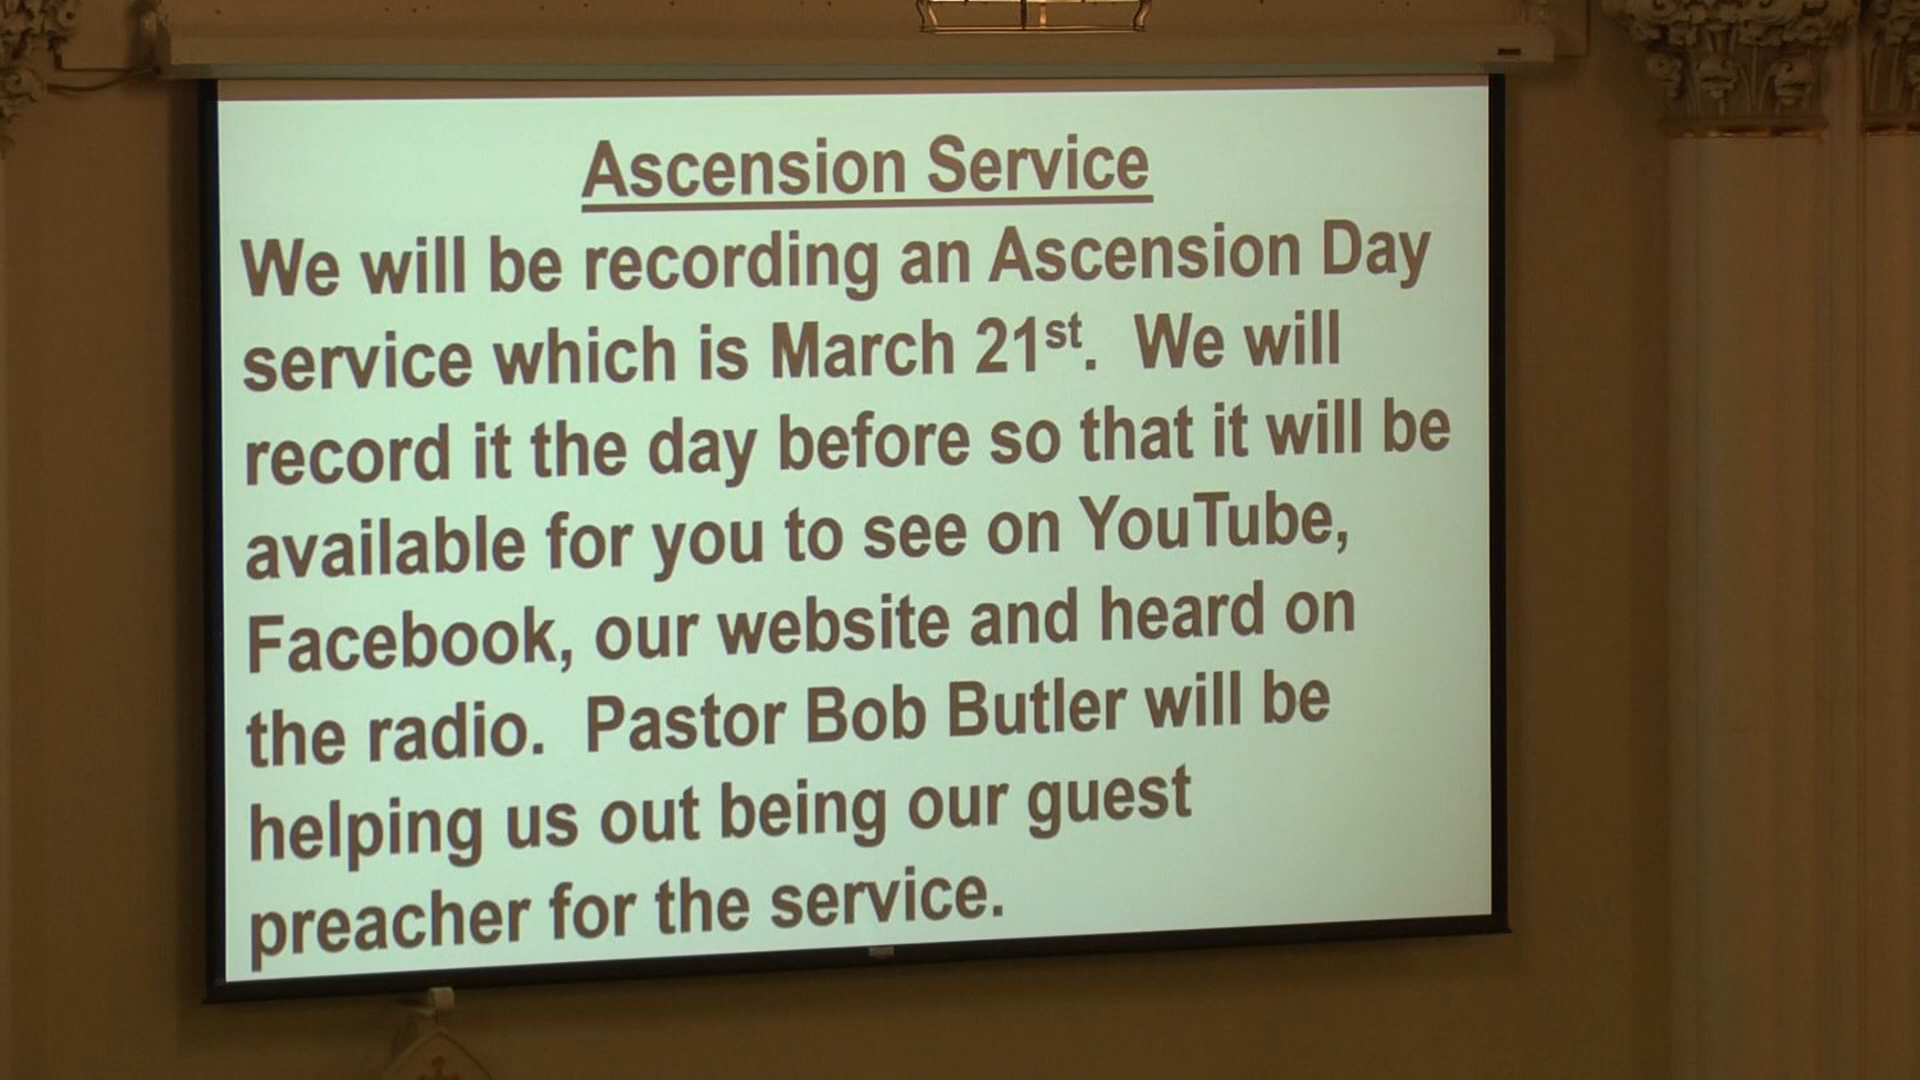 Ascension Service
We will be recording an Ascension Day
service which is March 21st. We will
record it the day before so that it will be
available for you to see on YouTube,
Facebook, our website and heard on
the radio. Pastor Bob Butler will be
helping us out being our guest
preacher for the service.